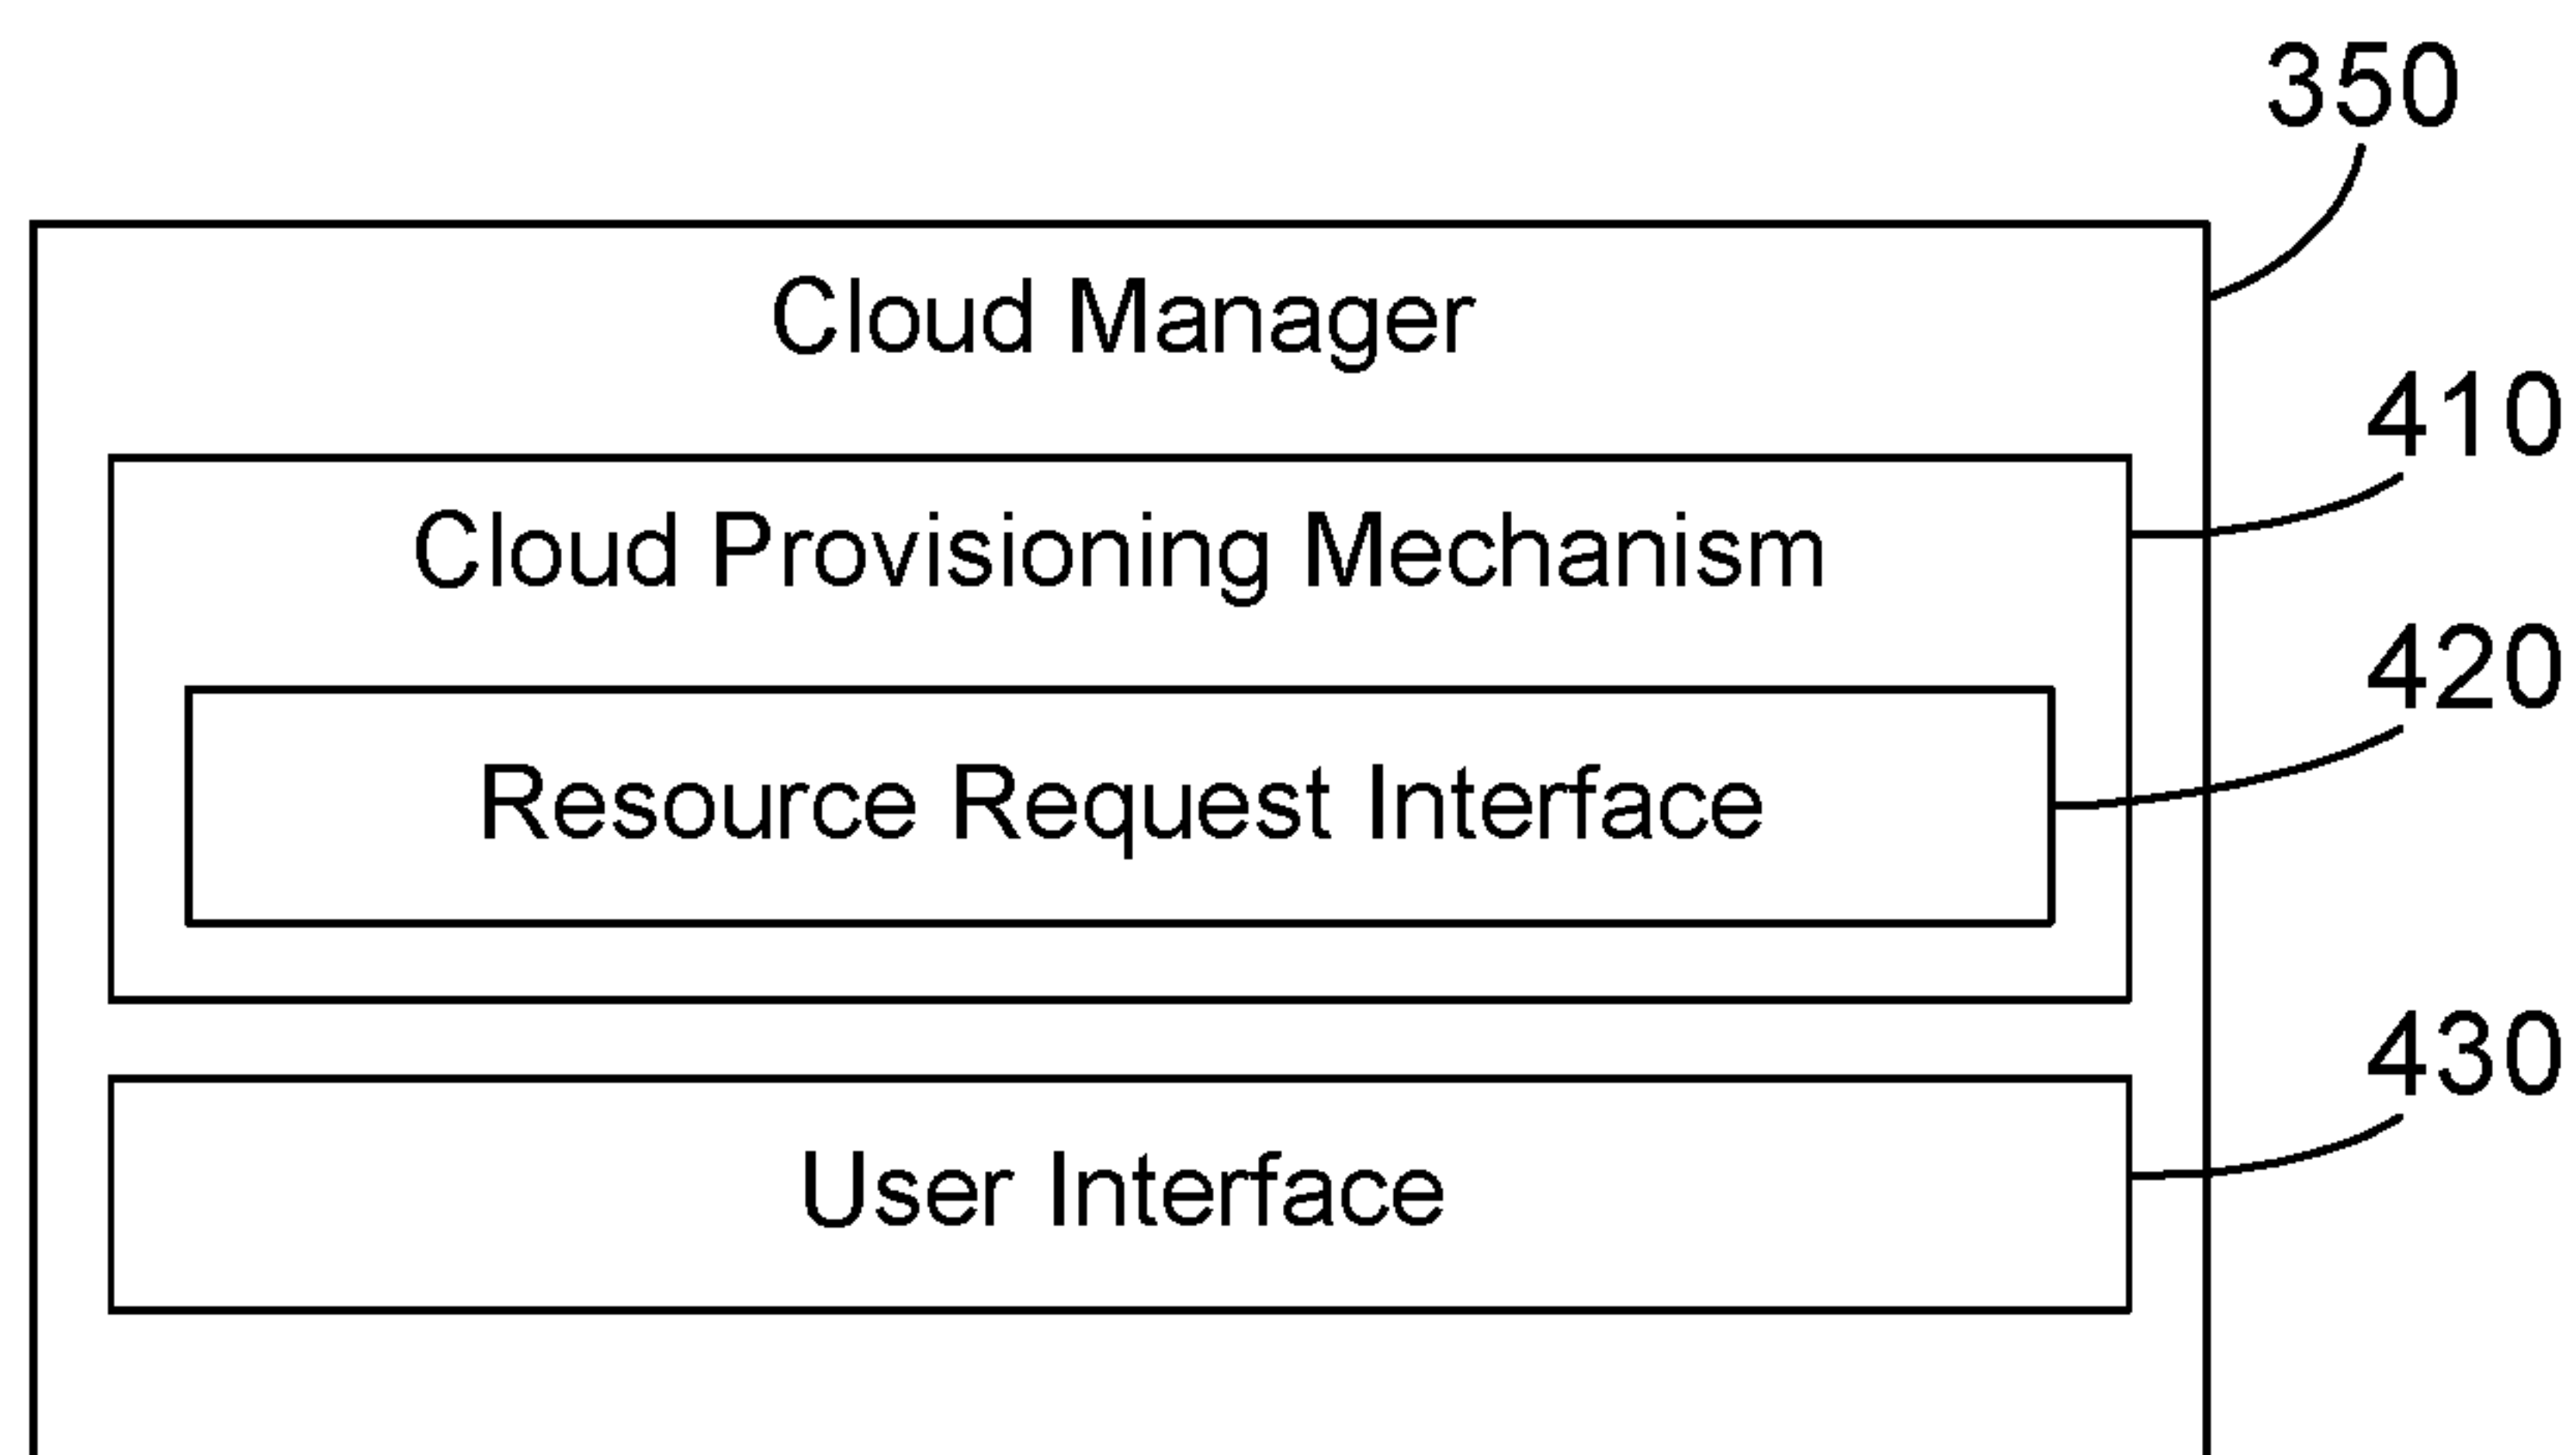 350
Cloud Manager
410
Cloud Provisioning Mechanism
420
Resource Request Interface
430
User Interface